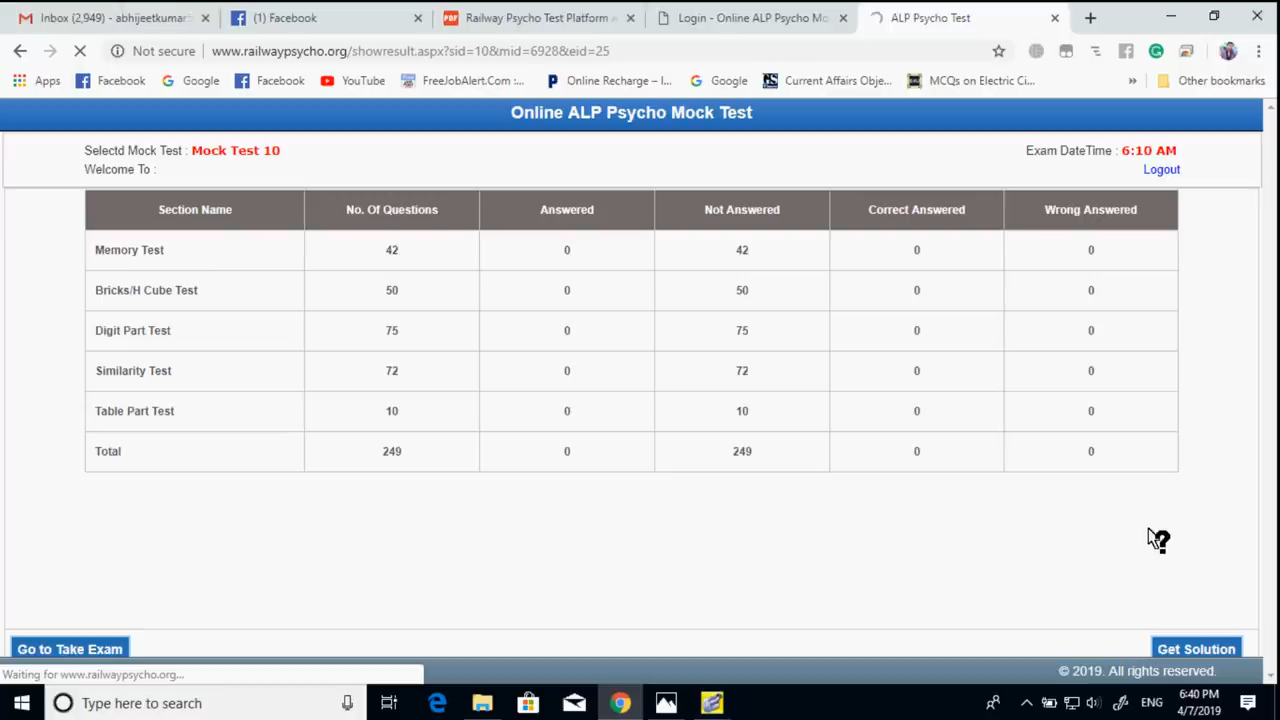 Inbox (2,949) - abhijeetkumar
(1) Facebook
Railway Psycho Test Platform
Login - Online ALP Psycho Mo
ALP Psycho Test
Not secure
www.railwaypsycho.org/showresult.aspx?sid=10&mid=6928&eid=25
Apps
Facebook
Google
Facebook
YouTube
FreeJobAlert.Com :...
Online Recharge – I...
Google
Current Affairs Obje...
MCQs on Electric Ci...
Other bookmarks
Online ALP Psycho Mock Test
Selectd Mock Test : Mock Test 10
Exam DateTime : 6:10 AM
Welcome To :
Logout
Section Name No. Of Questions Answered Not Answered Correct Answered Wrong Answered
Memory Test 42 0 42 0 0
Bricks/H Cube Test 50 0 50 0 0
Digit Part Test 75 0 75 0 0
Similarity Test 72 0 72 0 0
Table Part Test 10 0 10 0 0
Total 249 0 249 0 0
Go to Take Exam
Get Solution
Waiting for www.railwaypsycho.org...
© 2019. All rights reserved.
Type here to search
ENG
6:40 PM
4/7/2019